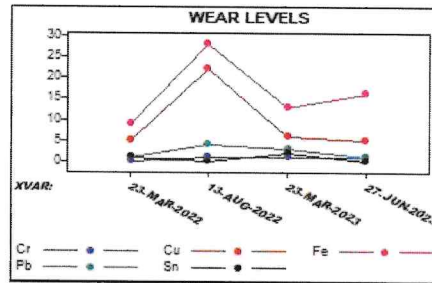 WEAR LEVELS
30
25
20
15
10
5
0
XVAR:
23-MAR-2022
13-AUG-2022
23-MAR-2023
27-JUN-2023
Cr
Cu
Fe
Pb
Sn